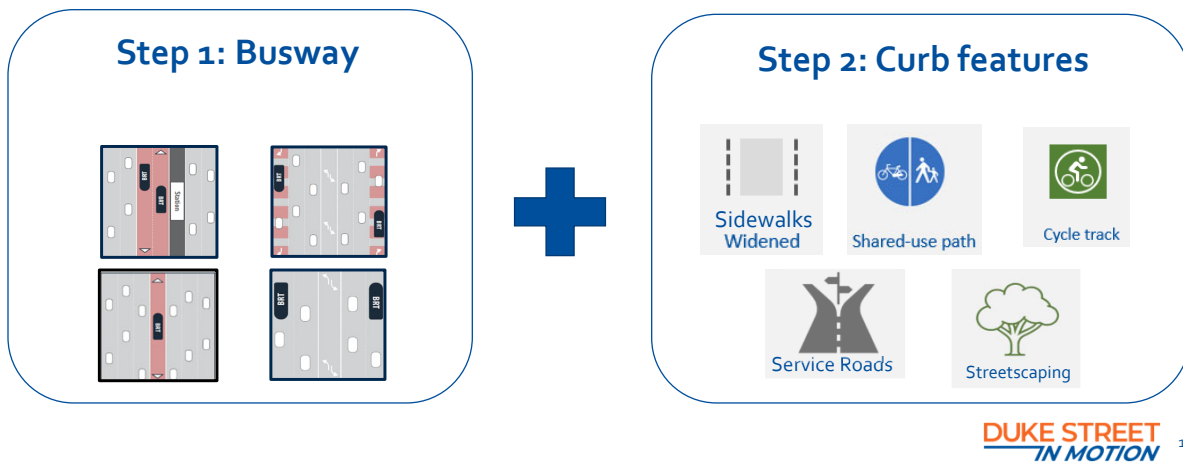 Step 1: Busway
BRT
BRT
Station
BRT
BRT
BRT
BRT
BRT
Step 2: Curb features
Sidewalks
Widened
Shared-use path
Cycle track
Service Roads
Streetscaping
DUKE STREET
IN MOTION
1